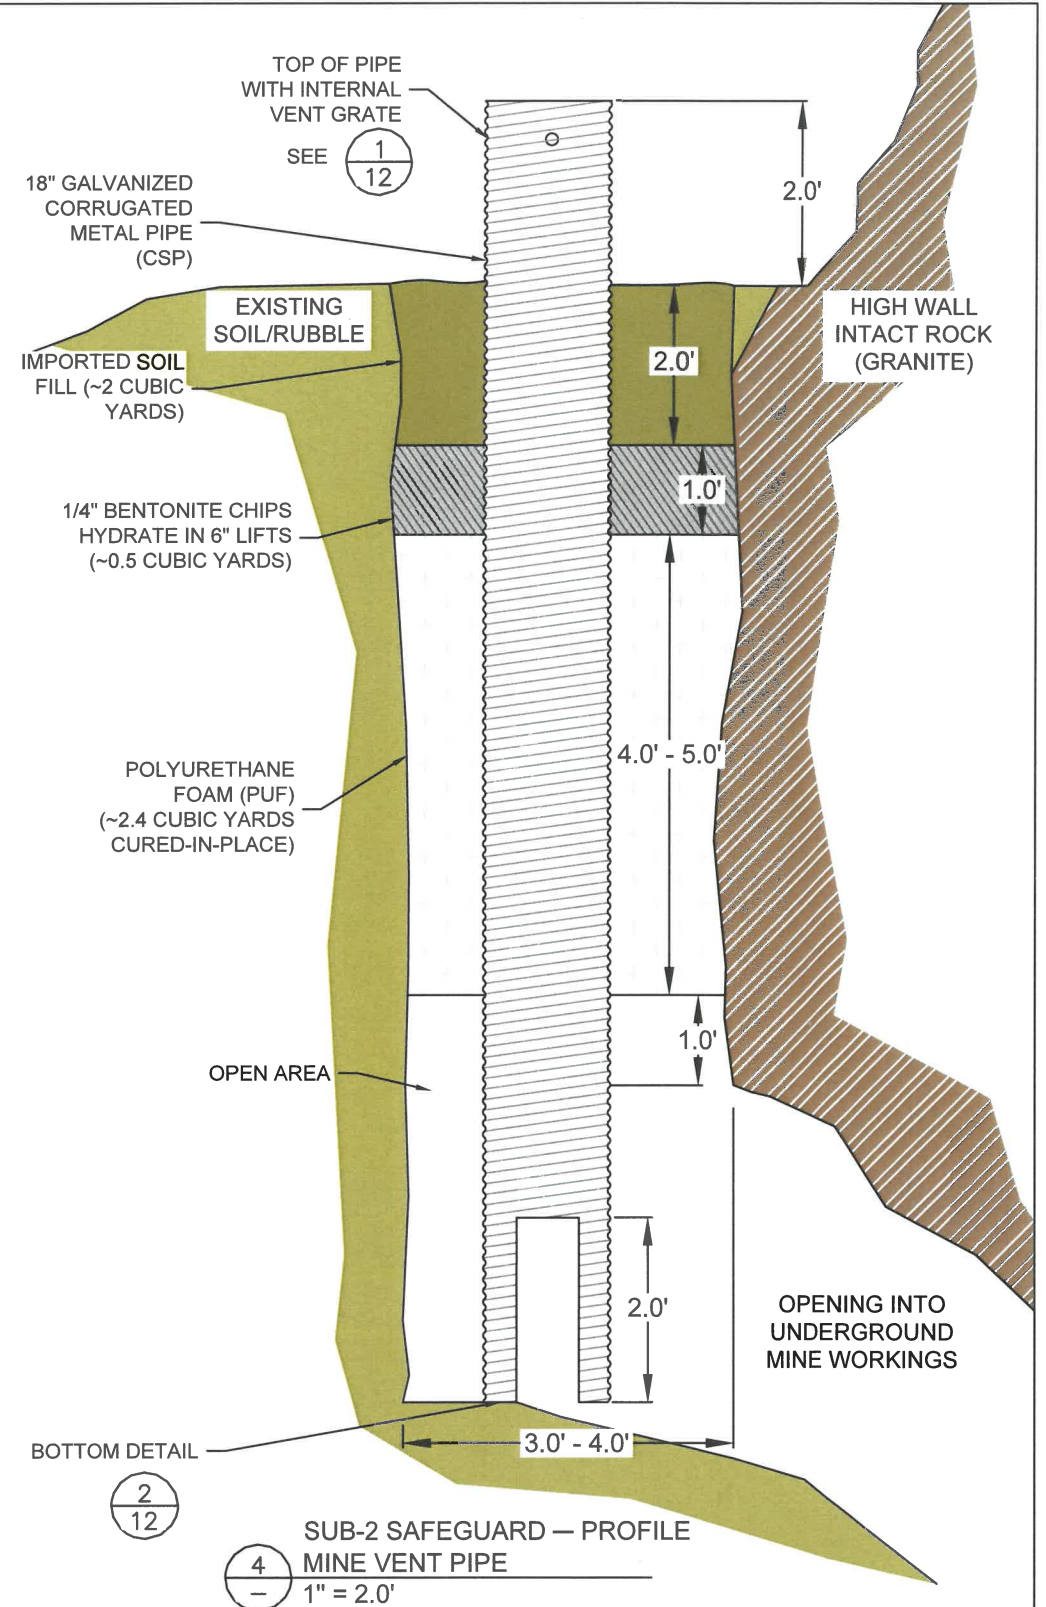 TOP OF PIPE
WITH INTERNAL
VENT GRATE
SEE
1
12
2.0'
18" GALVANIZED
CORRUGATED
METAL PIPE
(CSP)
EXISTING
SOIL/RUBBLE
HIGH WALL
INTACT ROCK
(GRANITE)
IMPORTED SOIL
FILL (~2 CUBIC
YARDS)
2.0'
1.0'
1/4" BENTONITE CHIPS
HYDRATE IN 6" LIFTS
(~0.5 CUBIC YARDS)
4.0' - 5.0'
POLYURETHANE
FOAM (PUF)
(~2.4 CUBIC YARDS
CURED-IN-PLACE)
1.0'
OPEN AREA
2.0'
OPENING INTO
UNDERGROUND
MINE WORKINGS
3.0' - 4.0'
BOTTOM DETAIL
2
12
SUB-2 SAFEGUARD — PROFILE
4
MINE VENT PIPE
–
1" = 2.0'